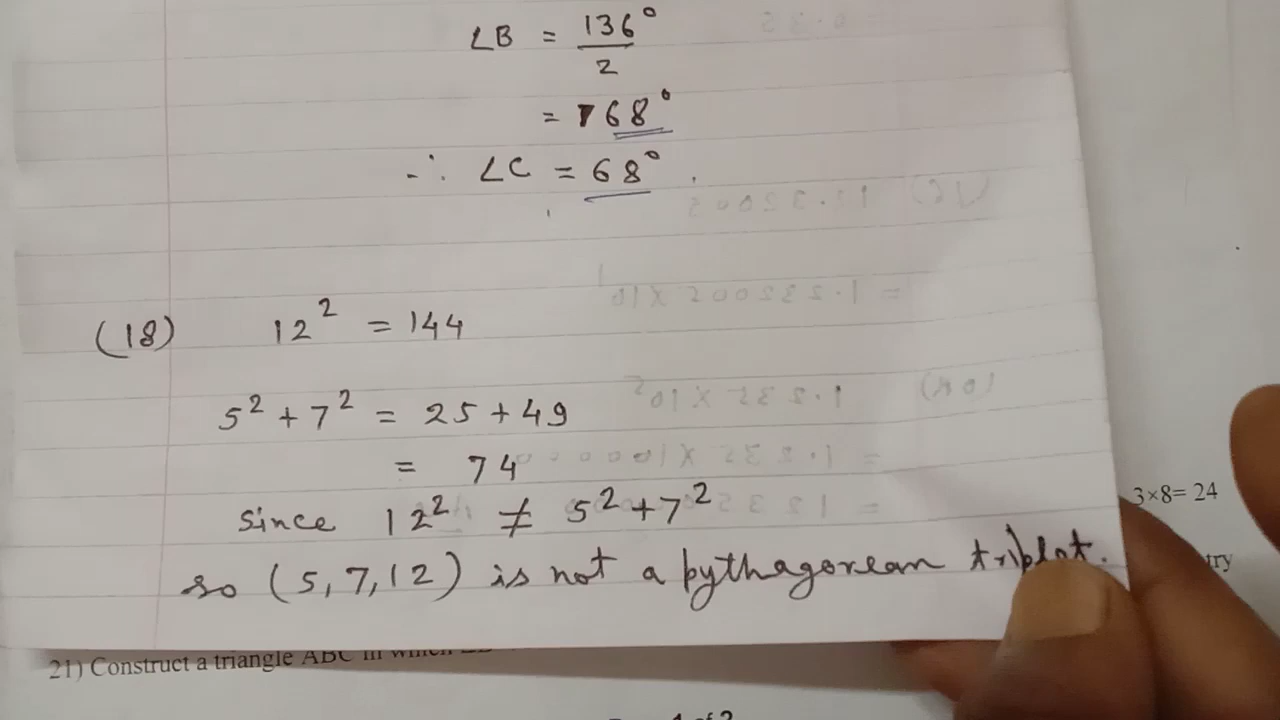 ∠B = 136° / 2
= 68°
∴ ∠C = 68°.
(18) 12² = 144
5² + 7² = 25 + 49
= 74
since 12² ≠ 5² + 7²
so (5, 7, 12) is not a pythagorean triplet.
3×8= 24
try
21) Construct a triangle ABC in which